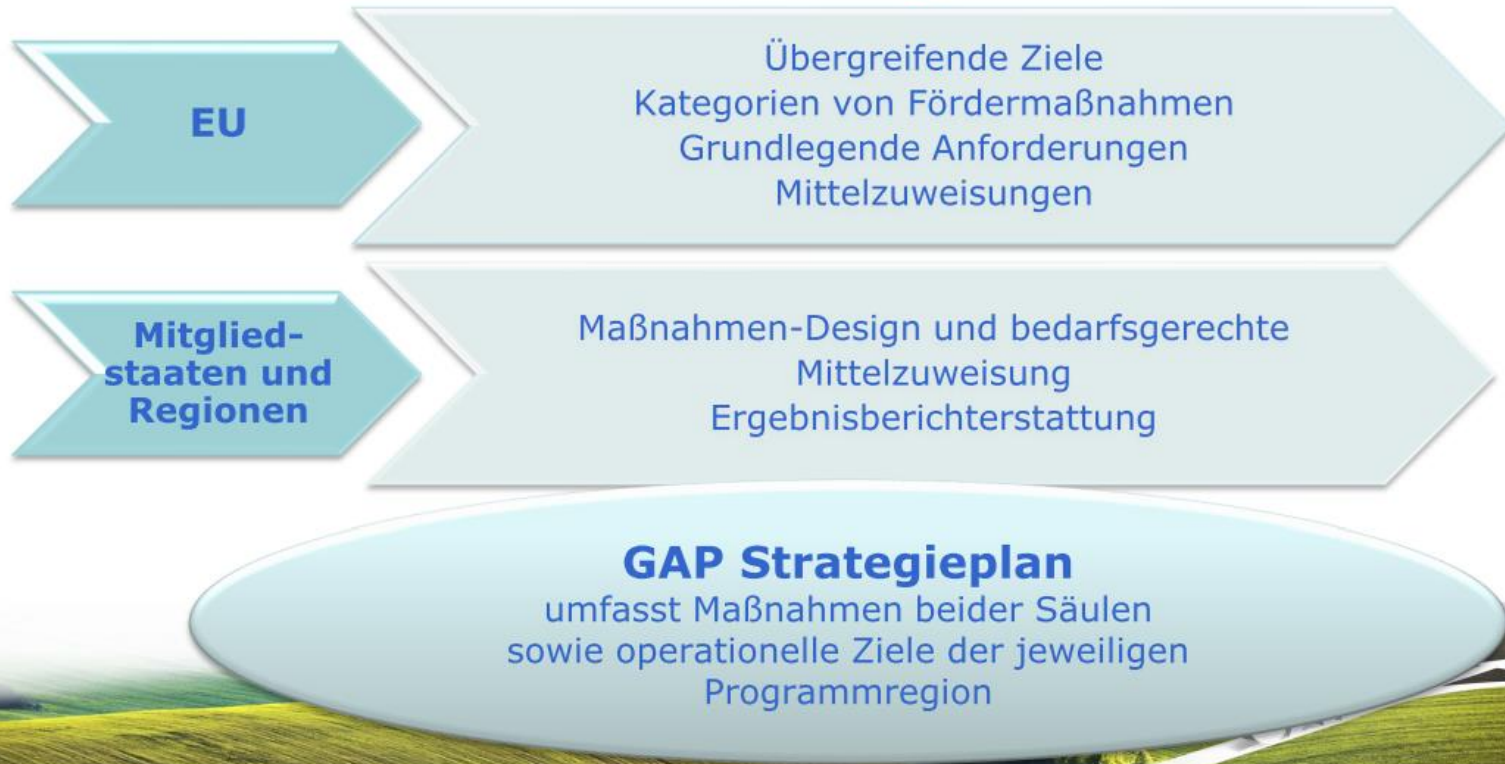 EU
Übergreifende Ziele
Kategorien von Fördermaßnahmen
Grundlegende Anforderungen
Mittelzuweisungen
Mitglied-
staaten und
Regionen
Maßnahmen-Design und bedarfsgerechte
Mittelzuweisung
Ergebnisberichterstattung
GAP Strategieplan
umfasst Maßnahmen beider Säulen
sowie operationelle Ziele der jeweiligen
Programmregion